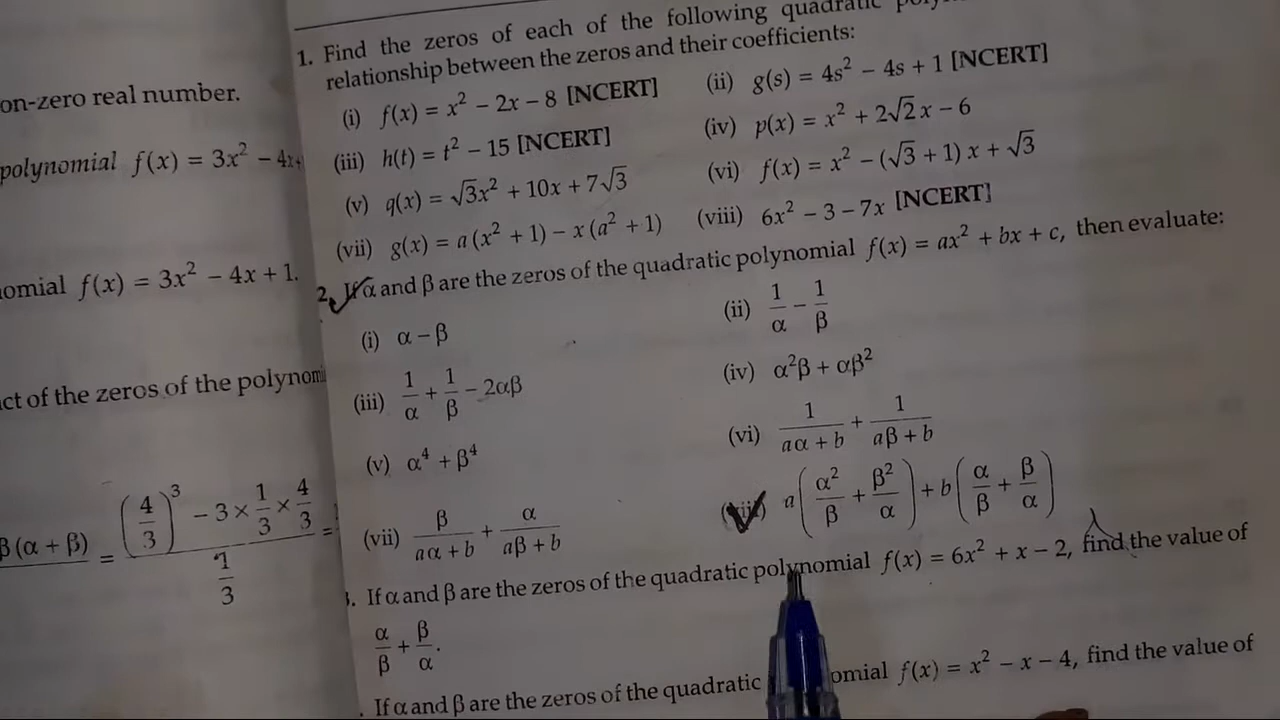 on-zero real number.
polynomial f(x) = 3x² − 4x
nomial f(x) = 3x² − 4x + 1.
ct of the zeros of the polynomi
β(α + β) = ((4/3)³ − 3 × 1/3 × 4/3) / (1/3) =
1. Find the zeros of each of the following quadratic
relationship between the zeros and their coefficients:
(i) f(x) = x² − 2x − 8 [NCERT] (ii) g(s) = 4s² − 4s + 1 [NCERT]
(iii) h(t) = t² − 15 [NCERT] (iv) p(x) = x² + 2√2 x − 6
(v) q(x) = √3x² + 10x + 7√3 (vi) f(x) = x² − (√3 + 1) x + √3
(vii) g(x) = a(x² + 1) − x(a² + 1) (viii) 6x² − 3 − 7x [NCERT]
2. If α and β are the zeros of the quadratic polynomial f(x) = ax² + bx + c, then evaluate:
(i) α − β (ii) 1/α − 1/β
(iii) 1/α + 1/β − 2αβ (iv) α²β + αβ²
(v) α⁴ + β⁴ (vi) 1/(aα + b) + 1/(aβ + b)
(vii) β/(aα + b) + α/(aβ + b) a(α²/β + β²/α) + b(α/β + β/α)
. If α and β are the zeros of the quadratic polynomial f(x) = 6x² + x − 2, find the value of
α/β + β/α.
. If α and β are the zeros of the quadratic omial f(x) = x² − x − 4, find the value of